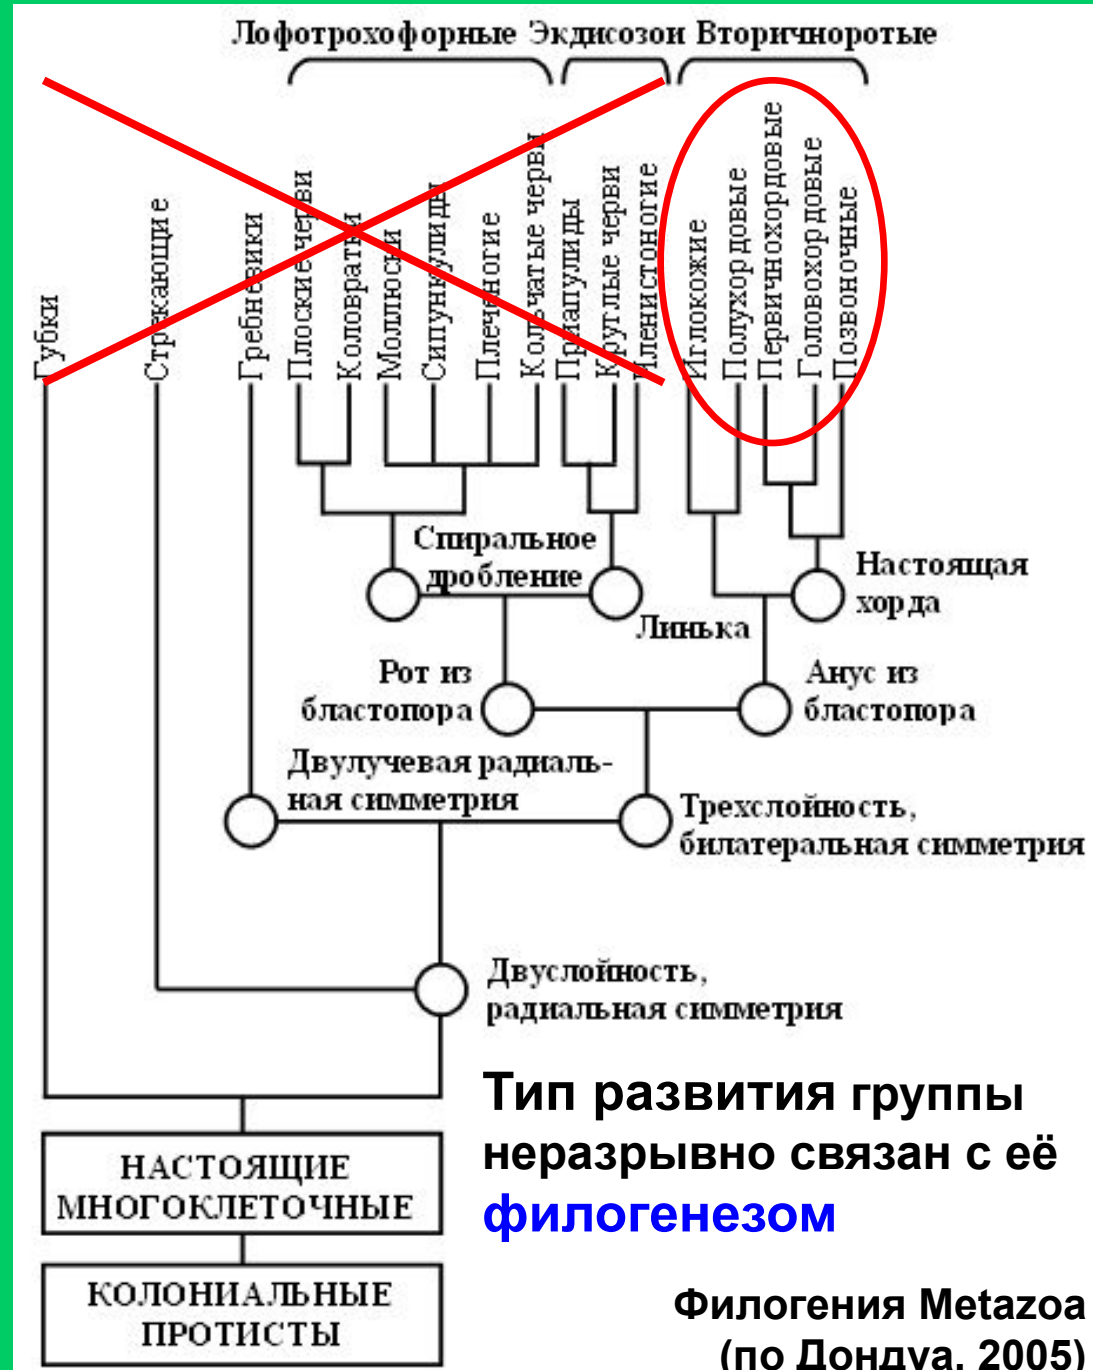 Лофотрохофорные Экдисозои Вторичноротые
Губки
Стрекающие
Гребневики
Плоские черви
Коловратки
Моллюски
Сипункулиды
Плеченогие
Кольчатые черви
Приапулиды
Круглые черви
Членистоногие
Иглокожие
Полухордовые
Первичнохордовые
Головохордовые
Позвоночные
Спиральное
дробление
Настоящая
хорда
Линька
Рот из
бластопора
Анус из
бластопора
Двулучевая радиаль-
ная симметрия
Трехслойность,
билатеральная симметрия
Двуслойность,
радиальная симметрия
Тип развития группы
неразрывно связан с её
филогенезом
НАСТОЯЩИЕ
МНОГОКЛЕТОЧНЫЕ
КОЛОНИАЛЬНЫЕ
ПРОТИСТЫ
Филогения Metazoa
(по Дондуа, 2005)